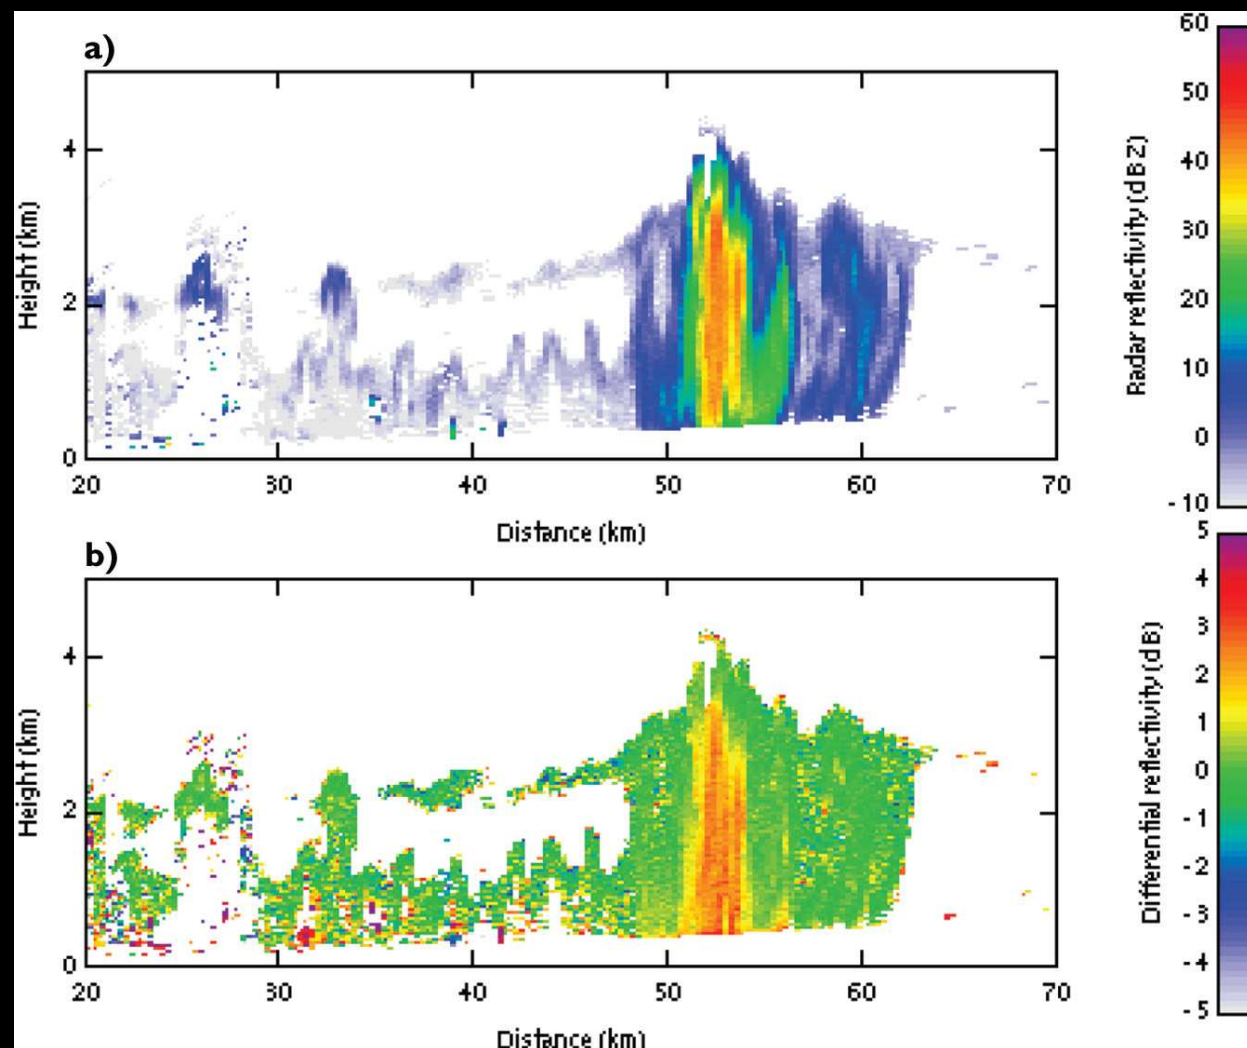 a)
60
50
40
30
20
10
0
-10
Radar reflectivity (dBZ)
4
2
0
Height (km)
20 30 40 50 60 70
Distance (km)
b)
5
4
3
2
1
0
-1
-2
-3
-4
-5
Differential reflectivity (dB)
4
2
0
Height (km)
20 30 40 50 60 70
Distance (km)